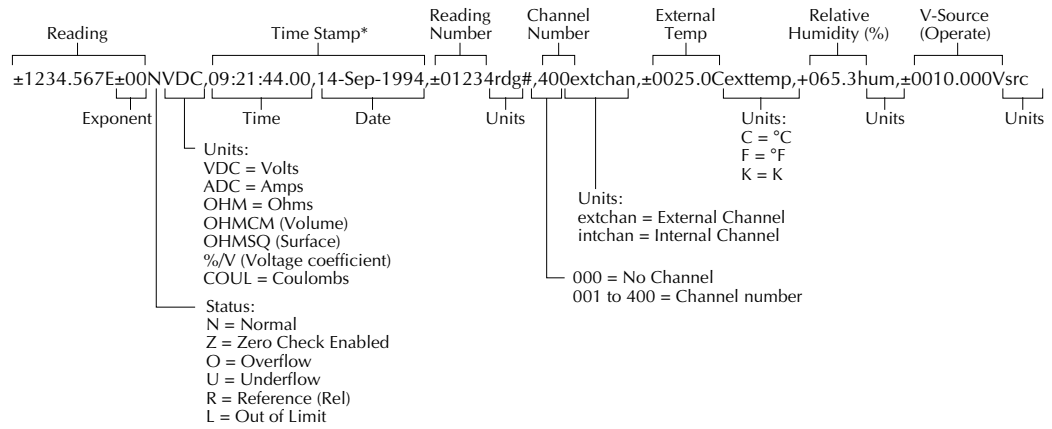 Reading
Time Stamp*
Reading
Number
Channel
Number
External
Temp
Relative
Humidity (%)
V-Source
(Operate)
±1234.567E±00NVDC,09:21:44.00,14-Sep-1994,±01234rdg#,400extchan,±0025.0Cexttemp,+065.3hum,±0010.000Vsrc
Exponent
Time
Date
Units
Units:
C = °C
F = °F
K = K
Units
Units
Units:
VDC = Volts
ADC = Amps
OHM = Ohms
OHMCM (Volume)
OHMSQ (Surface)
%/V (Voltage coefficient)
COUL = Coulombs
Units:
extchan = External Channel
intchan = Internal Channel
000 = No Channel
001 to 400 = Channel number
Status:
N = Normal
Z = Zero Check Enabled
O = Overflow
U = Underflow
R = Reference (Rel)
L = Out of Limit